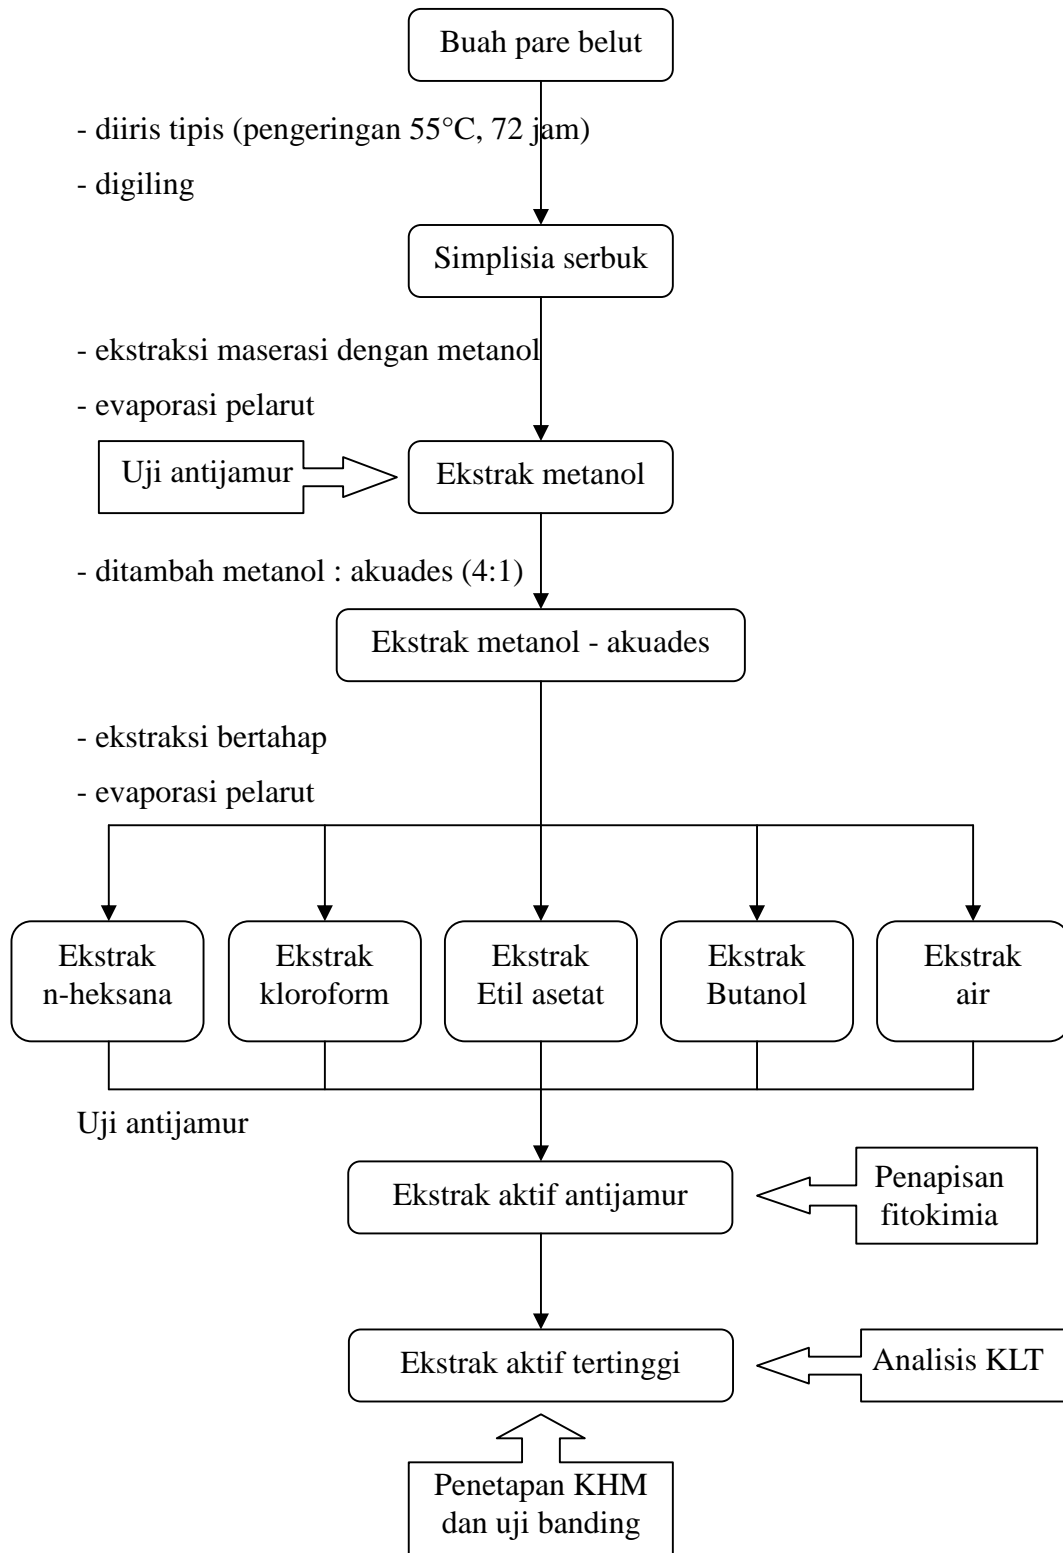 Buah pare belut
- diiris tipis (pengeringan 55°C, 72 jam)
- digiling
Simplisia serbuk
- ekstraksi maserasi dengan metanol
- evaporasi pelarut
Uji antijamur
Ekstrak metanol
- ditambah metanol : akuades (4:1)
Ekstrak metanol - akuades
- ekstraksi bertahap
- evaporasi pelarut
Ekstrak
n-heksana
Ekstrak
kloroform
Ekstrak
Etil asetat
Ekstrak
Butanol
Ekstrak
air
Uji antijamur
Ekstrak aktif antijamur
Penapisan
fitokimia
Ekstrak aktif tertinggi
Analisis KLT
Penetapan KHM
dan uji banding